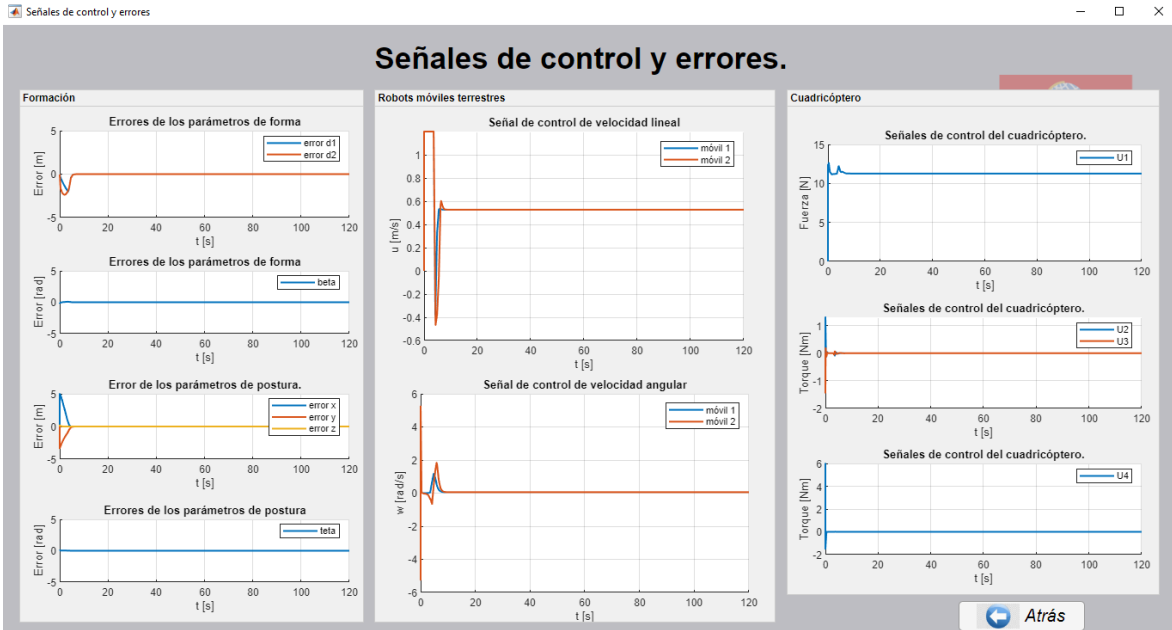 Señales de control y errores
Señales de control y errores.
Formación
Errores de los parámetros de forma
5
0
-5
Error [m]
error d1
error d2
0 20 40 60 80 100 120
t [s]
Errores de los parámetros de forma
5
0
-5
Error [rad]
beta
0 20 40 60 80 100 120
t [s]
Error de los parámetros de postura.
5
0
-5
Error [m]
error x
error y
error z
0 20 40 60 80 100 120
t [s]
Errores de los parámetros de postura
5
0
-5
Error [rad]
teta
0 20 40 60 80 100 120
t [s]
Robots móviles terrestres
Señal de control de velocidad lineal
1
0.8
0.6
0.4
0.2
0
-0.2
-0.4
-0.6
u [m/s]
móvil 1
móvil 2
0 20 40 60 80 100 120
t [s]
Señal de control de velocidad angular
6
4
2
0
-2
-4
-6
w [rad/s]
móvil 1
móvil 2
0 20 40 60 80 100 120
t [s]
Cuadricóptero
Señales de control del cuadricóptero.
15
10
5
0
Fuerza [N]
U1
0 20 40 60 80 100 120
t [s]
Señales de control del cuadricóptero.
1
0
-1
-2
Torque [Nm]
U2
U3
0 20 40 60 80 100 120
t [s]
Señales de control del cuadricóptero.
6
4
2
0
-2
Torque [Nm]
U4
0 20 40 60 80 100 120
t [s]
Atrás